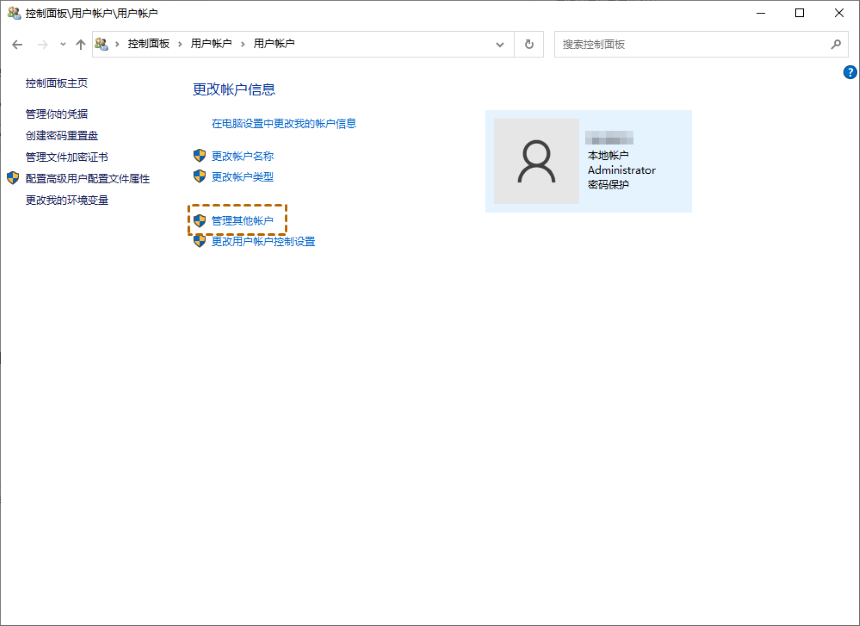 控制面板\用户帐户\用户帐户
控制面板 › 用户帐户 › 用户帐户
搜索控制面板
控制面板主页
管理你的凭据
创建密码重置盘
管理文件加密证书
配置高级用户配置文件属性
更改我的环境变量
更改帐户信息
在电脑设置中更改我的帐户信息
更改帐户名称
更改帐户类型
管理其他帐户
更改用户帐户控制设置
本地帐户
Administrator
密码保护
?